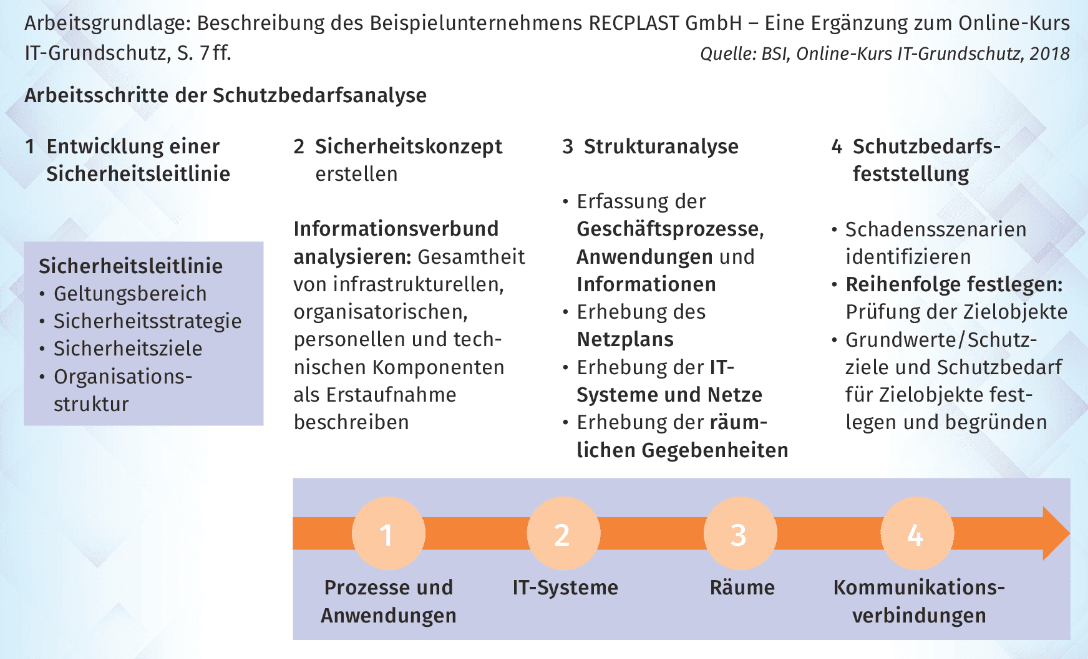 Arbeitsgrundlage: Beschreibung des Beispielunternehmens RECPLAST GmbH – Eine Ergänzung zum Online-Kurs
IT-Grundschutz, S. 7 ff.
Quelle: BSI, Online-Kurs IT-Grundschutz, 2018
Arbeitsschritte der Schutzbedarfsanalyse
1 Entwicklung einer
Sicherheitsleitlinie
Sicherheitsleitlinie
• Geltungsbereich
• Sicherheitsstrategie
• Sicherheitsziele
• Organisations-
struktur
2 Sicherheitskonzept
erstellen
Informationsverbund
analysieren: Gesamtheit
von infrastrukturellen,
organisatorischen,
personellen und tech-
nischen Komponenten
als Erstaufnahme
beschreiben
3 Strukturanalyse
• Erfassung der
Geschäftsprozesse,
Anwendungen und
Informationen
• Erhebung des
Netzplans
• Erhebung der IT-
Systeme und Netze
• Erhebung der räum-
lichen Gegebenheiten
4 Schutzbedarfs-
feststellung
• Schadensszenarien
identifizieren
• Reihenfolge festlegen:
Prüfung der Zielobjekte
• Grundwerte/Schutz-
ziele und Schutzbedarf
für Zielobjekte fest-
legen und begründen
1
Prozesse und
Anwendungen
2
IT-Systeme
3
Räume
4
Kommunikations-
verbindungen